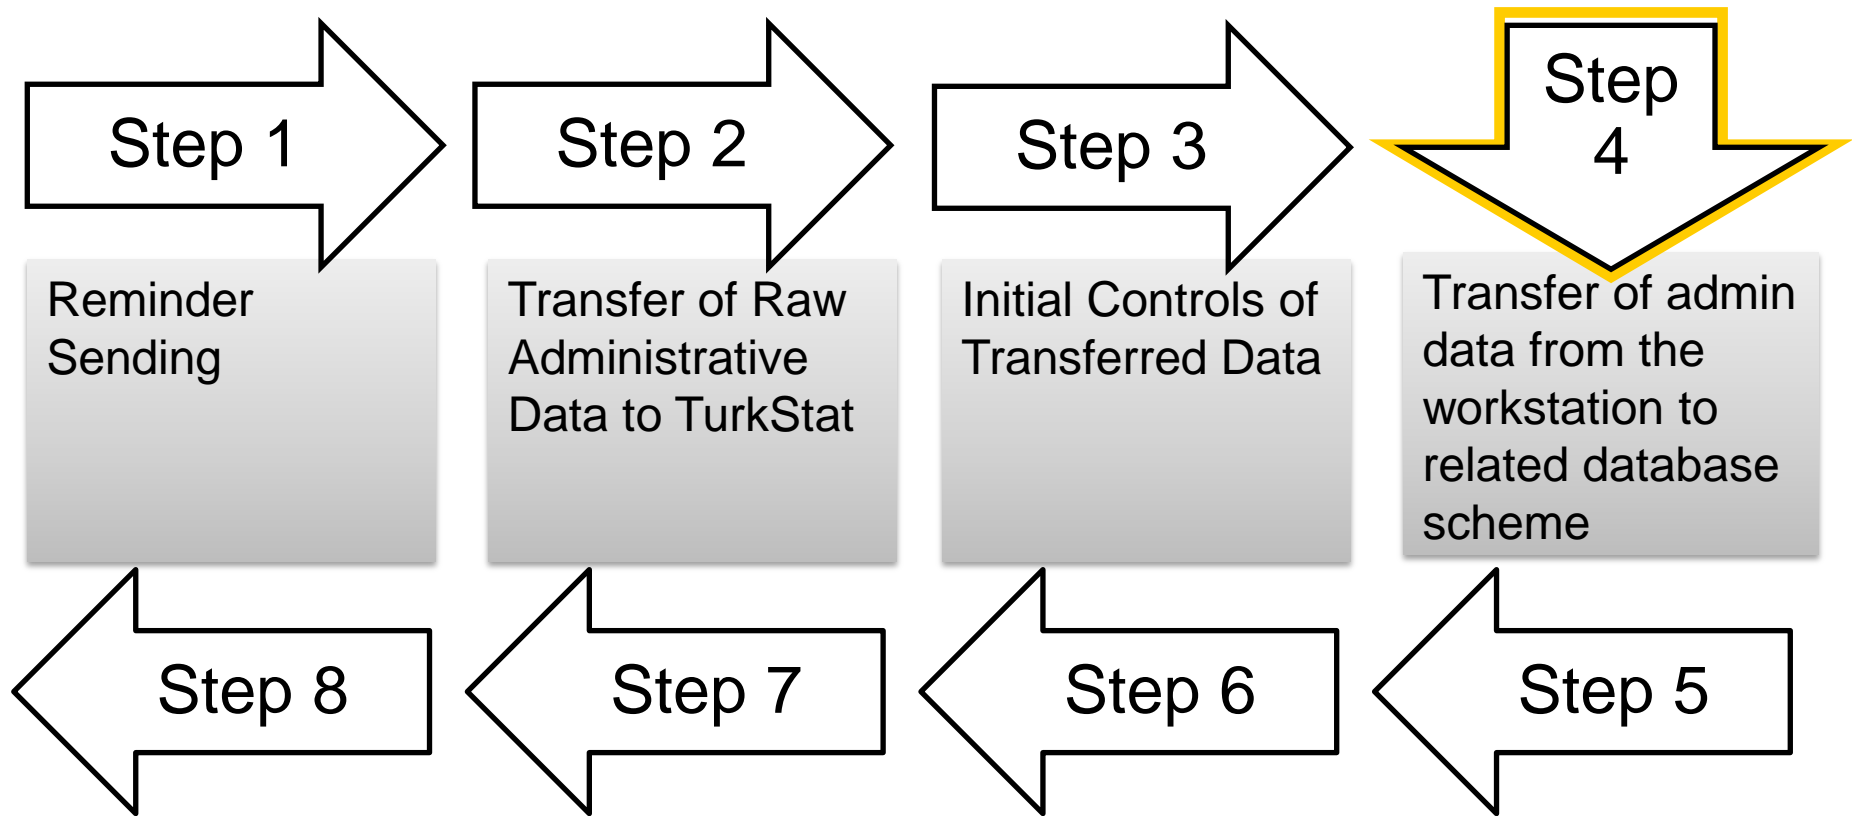 Step 1
Step 2
Step 3
Step
4
Reminder
Sending
Transfer of Raw
Administrative
Data to TurkStat
Initial Controls of
Transferred Data
Transfer of admin
data from the
workstation to
related database
scheme
Step 8
Step 7
Step 6
Step 5